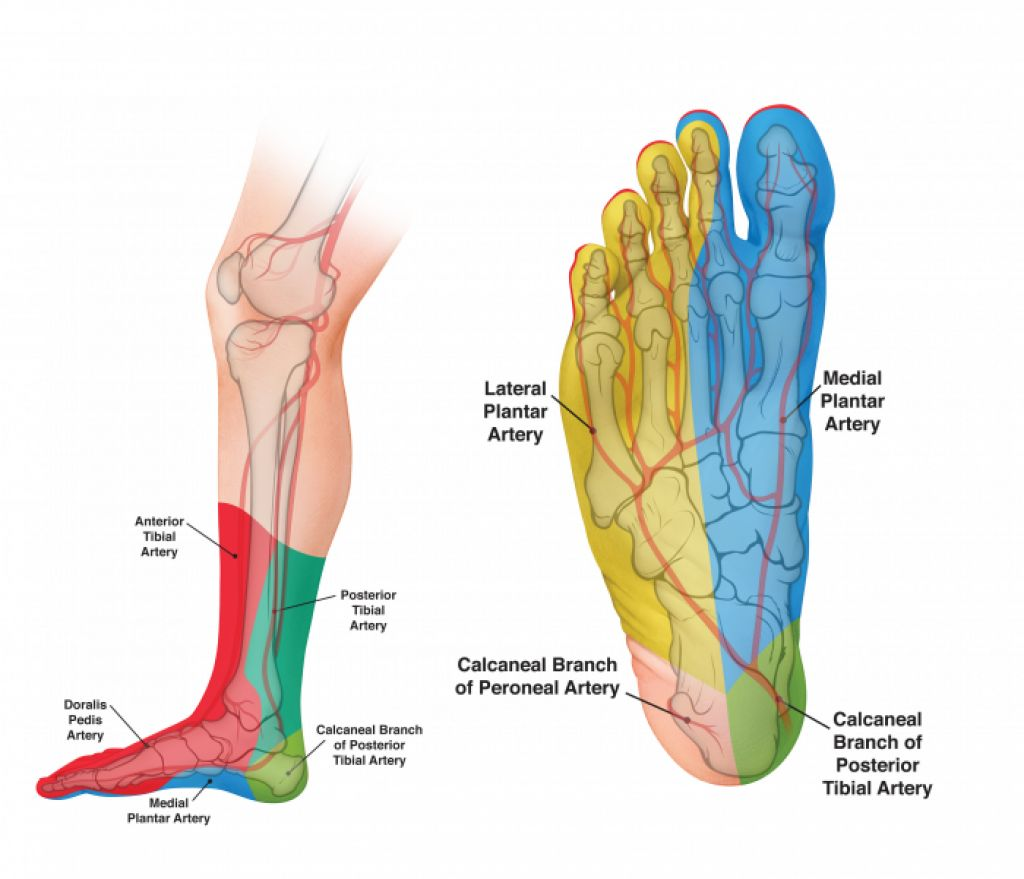 Anterior
Tibial
Artery
Posterior
Tibial
Artery
Doralis
Pedis
Artery
Calcaneal Branch
of Posterior
Tibial Artery
Medial
Plantar Artery
Lateral
Plantar
Artery
Medial
Plantar
Artery
Calcaneal Branch
of Peroneal Artery
Calcaneal
Branch of
Posterior
Tibial Artery